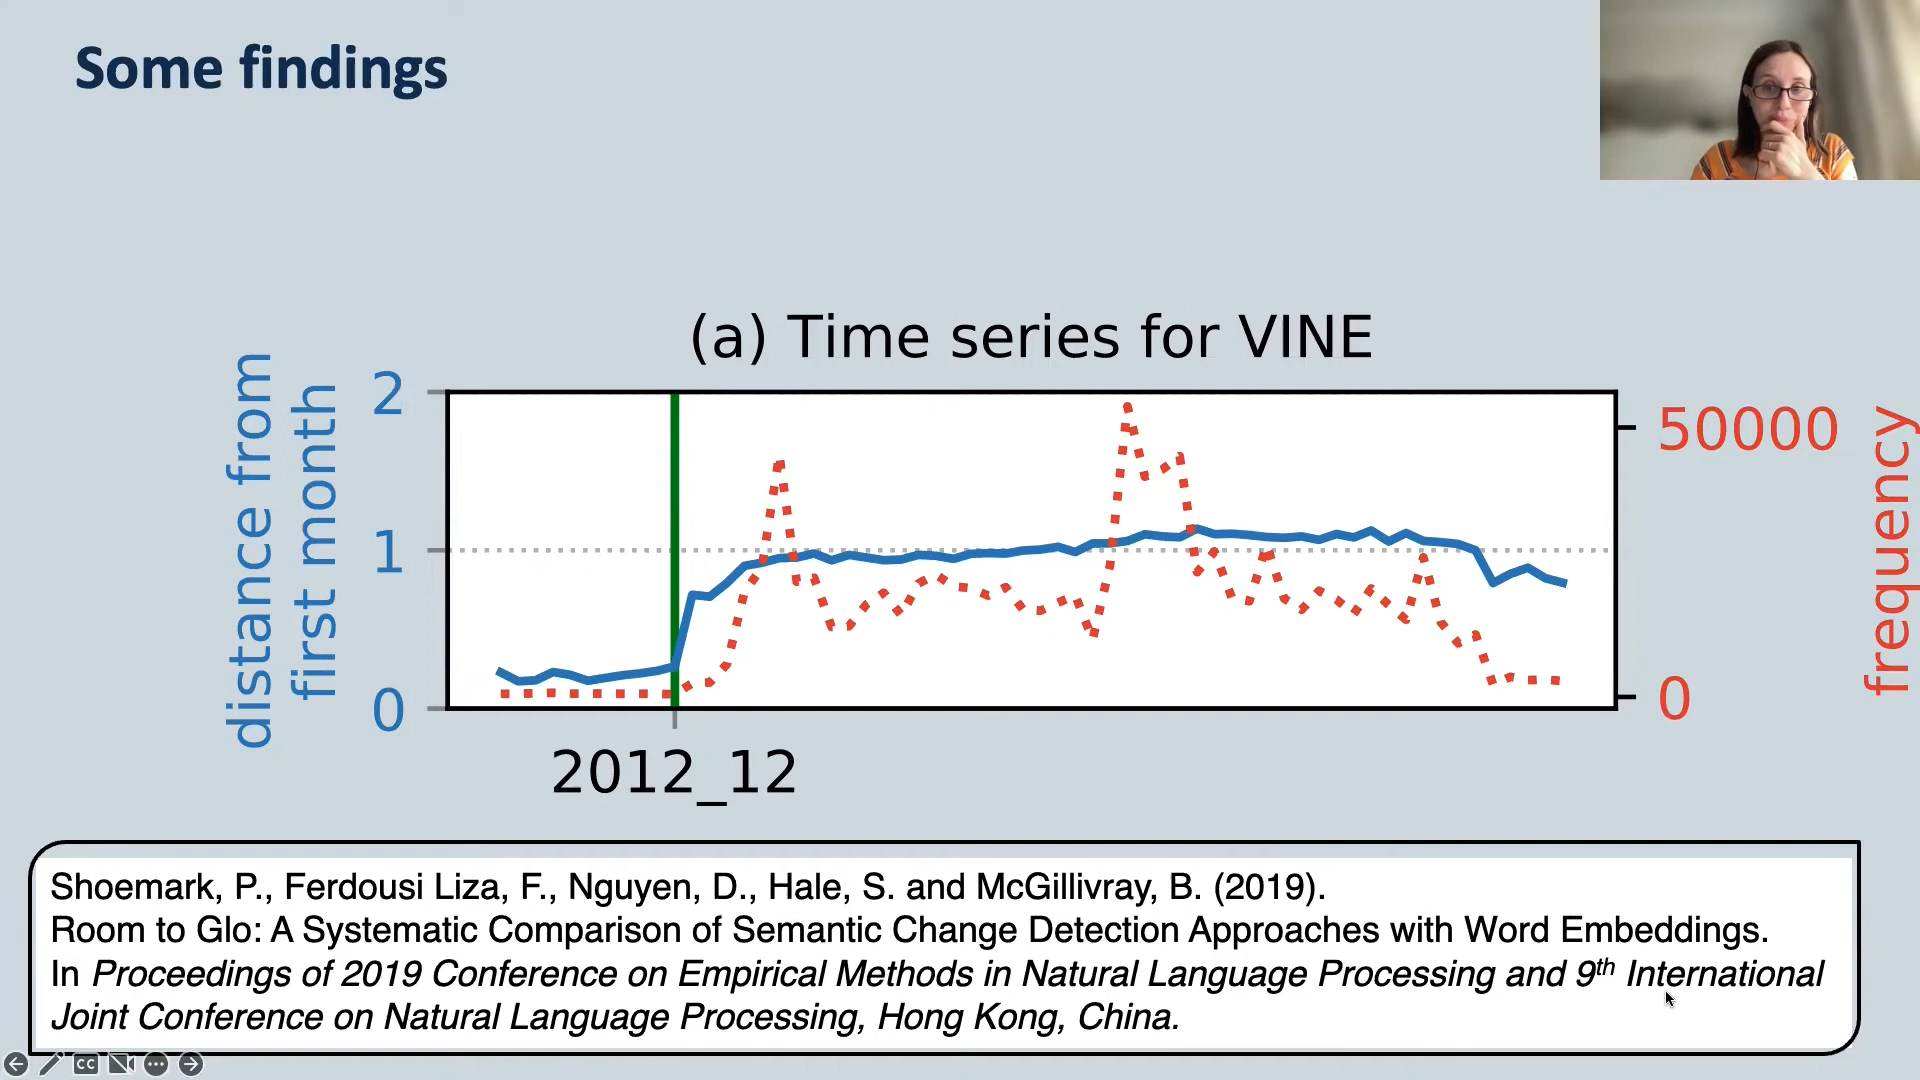 Some findings
(a) Time series for VINE
distance from
first month
2
1
0
50000
0
frequency
2012_12
Shoemark, P., Ferdousi Liza, F., Nguyen, D., Hale, S. and McGillivray, B. (2019).
Room to Glo: A Systematic Comparison of Semantic Change Detection Approaches with Word Embeddings.
In Proceedings of 2019 Conference on Empirical Methods in Natural Language Processing and 9th International
Joint Conference on Natural Language Processing, Hong Kong, China.
CC